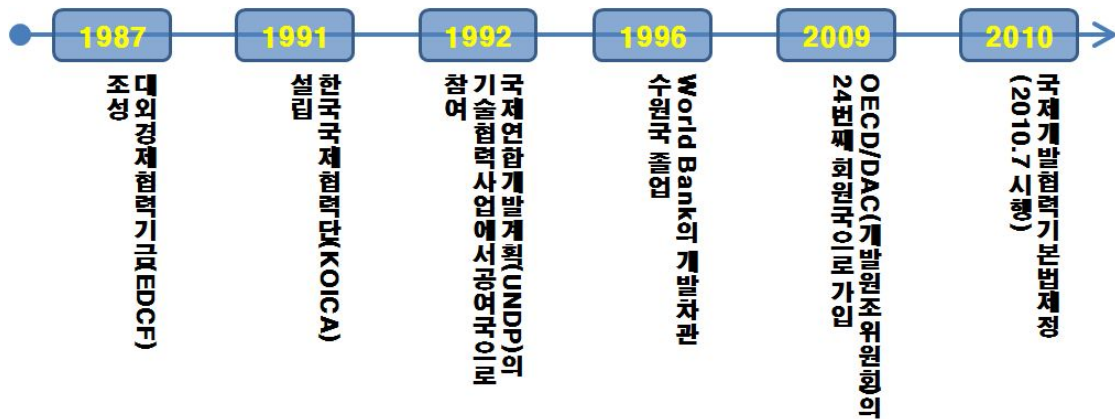 1987
대외경제협력기금(EDCF)
조성
1991
한국국제협력단(KOICA)
설립
1992
국제연합개발계획(UNDP)의
기술협력사업에서공여국으로
참여
1996
World Bank의 개발차관
수원국 졸업
2009
OECD/DAC(개발원조위원회)의
24번째 회원국으로 가입
2010
국제개발협력기본법제정
(2010.7 시행)